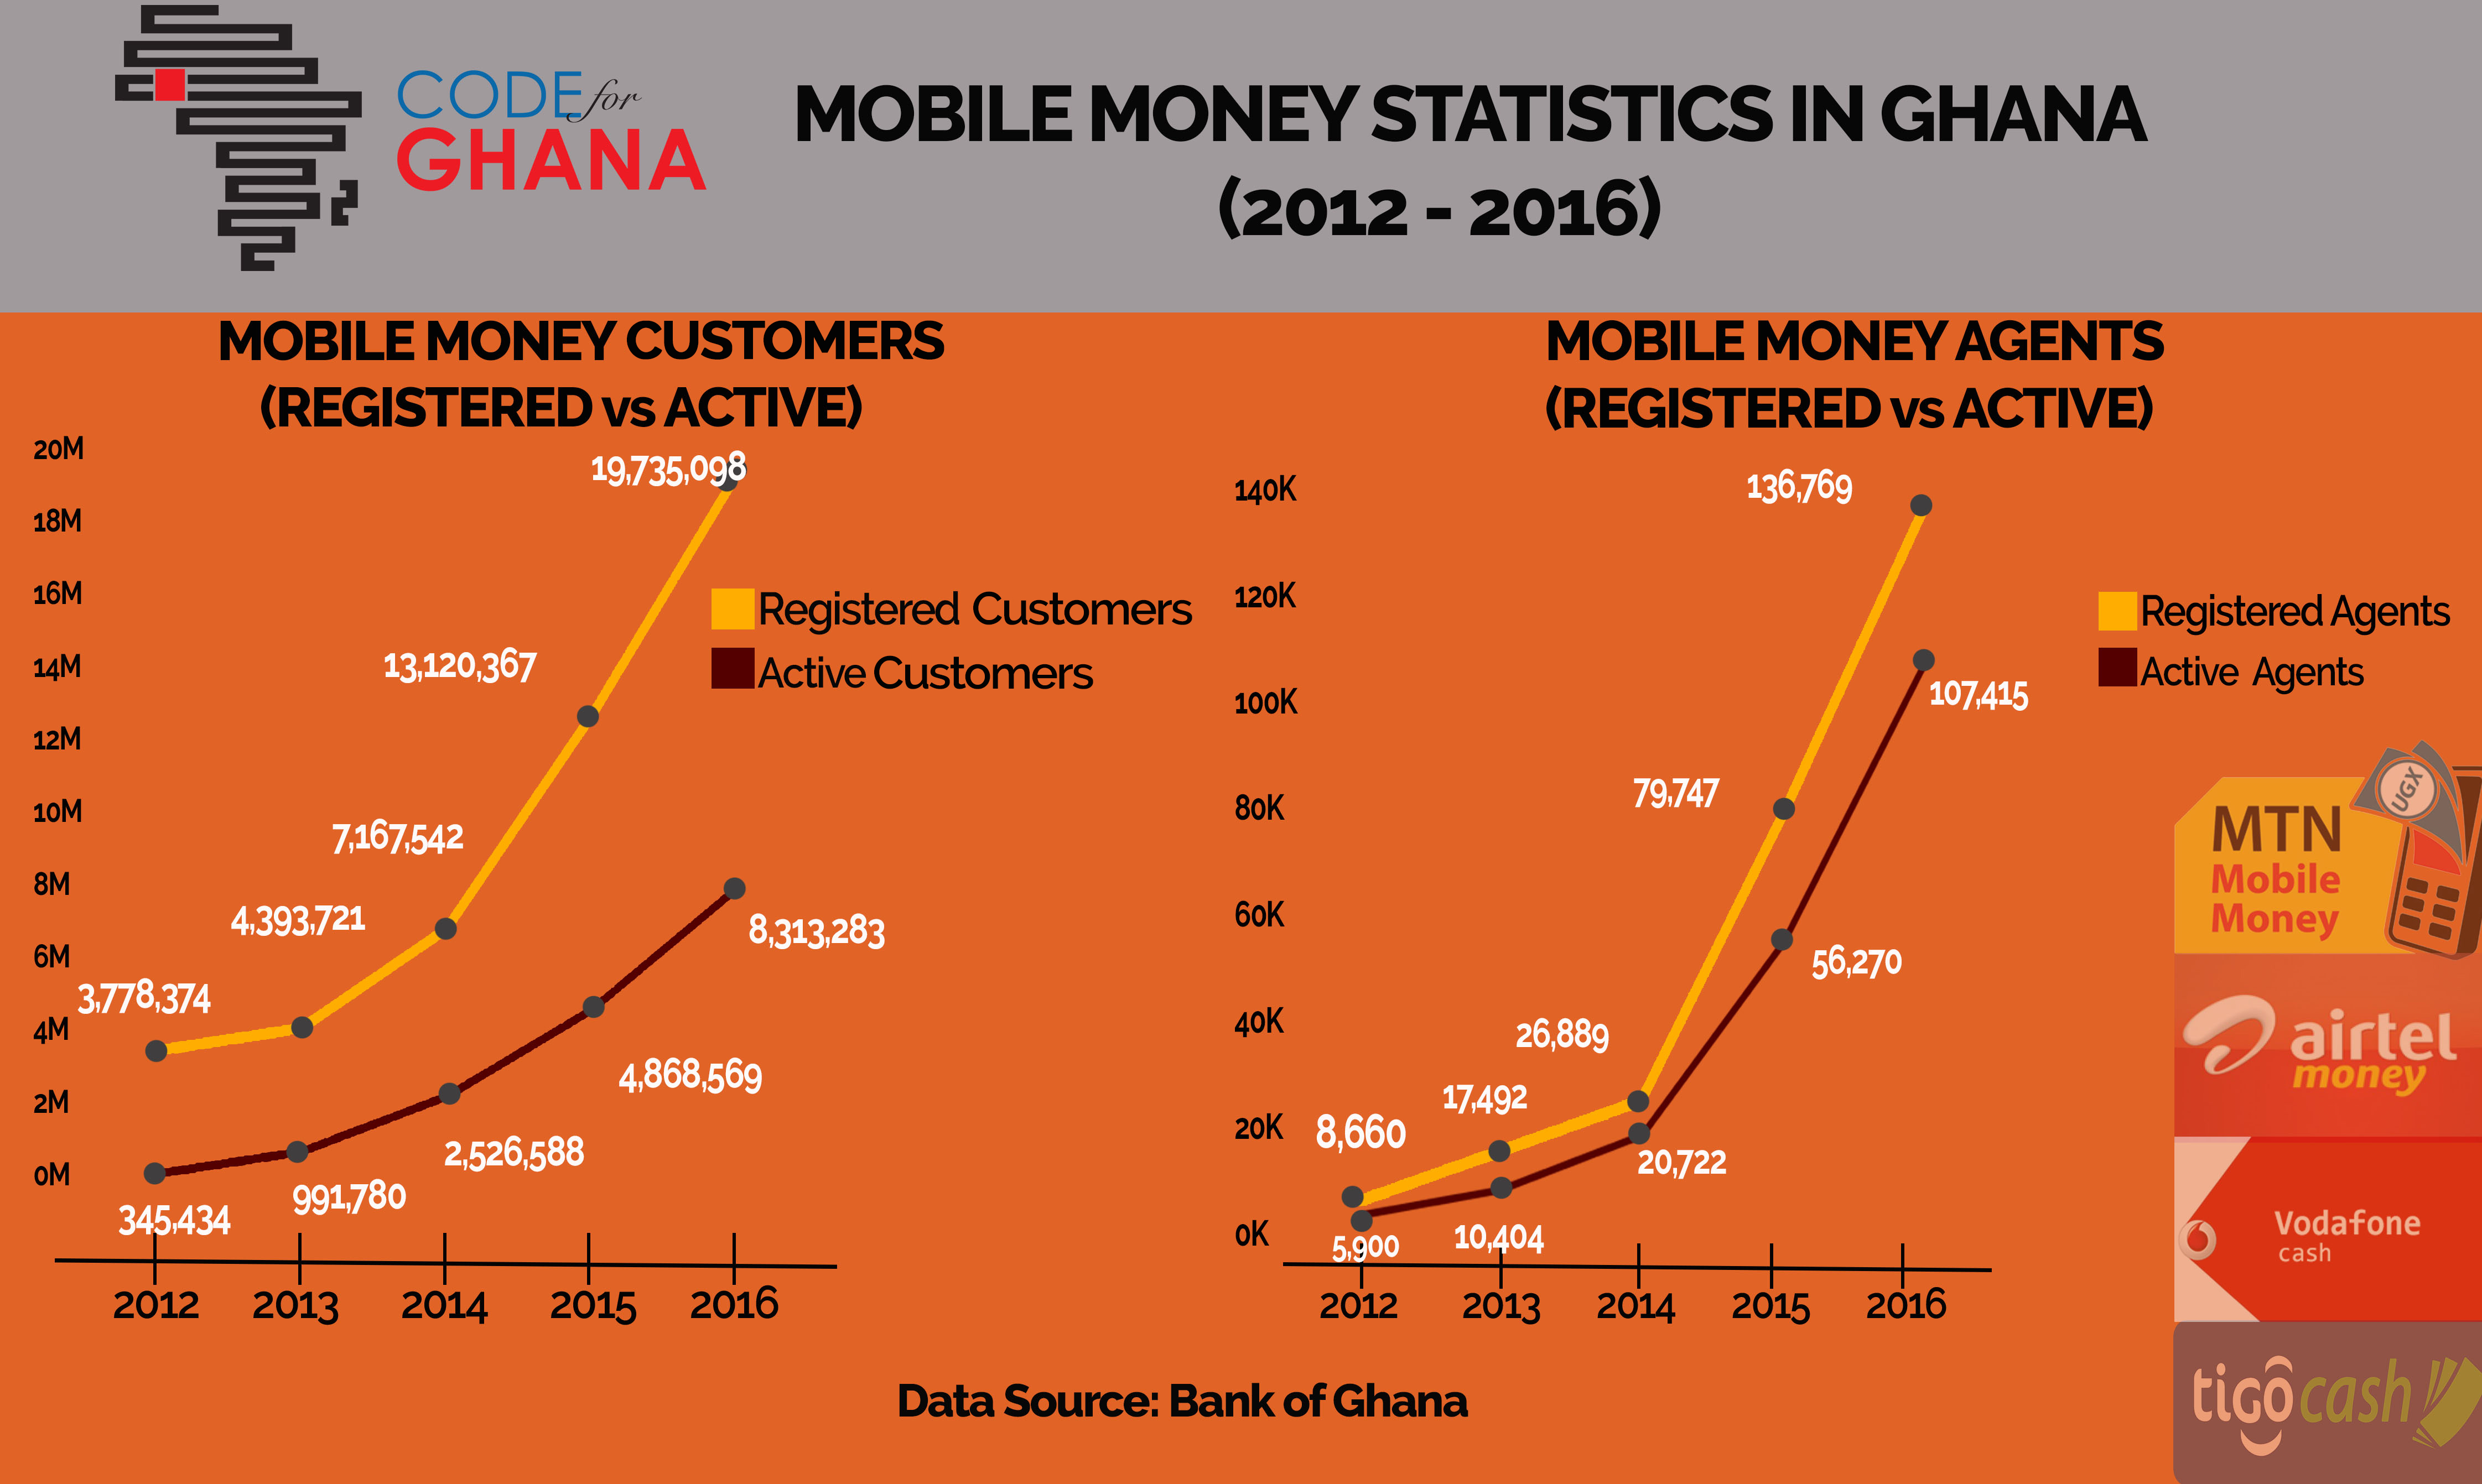 CODE for
GHANA
MOBILE MONEY STATISTICS IN GHANA
(2012 - 2016)
MOBILE MONEY CUSTOMERS
(REGISTERED vs ACTIVE)
20M
18M
16M
14M
12M
10M
8M
6M
4M
2M
0M
19,735,098
13,120,367
7,167,542
4,393,721
3,778,374
8,313,283
4,868,569
2,526,588
991,780
345,434
Registered Customers
Active Customers
2012 2013 2014 2015 2016
MOBILE MONEY AGENTS
(REGISTERED vs ACTIVE)
140K
120K
100K
80K
60K
40K
20K
0K
136,769
79,747
26,889
17,492
8,660
107,415
56,270
20,722
10,404
5,900
Registered Agents
Active Agents
2012 2013 2014 2015 2016
UGX
MTN
Mobile
Money
airtel
money
Vodafone
cash
tigo cash
Data Source: Bank of Ghana